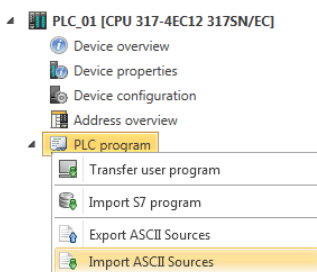 PLC_01 [CPU 317-4EC12 317SN/EC]
Device overview
Device properties
Device configuration
Address overview
PLC program
Transfer user program
Import S7 program
Export ASCII Sources
Import ASCII Sources